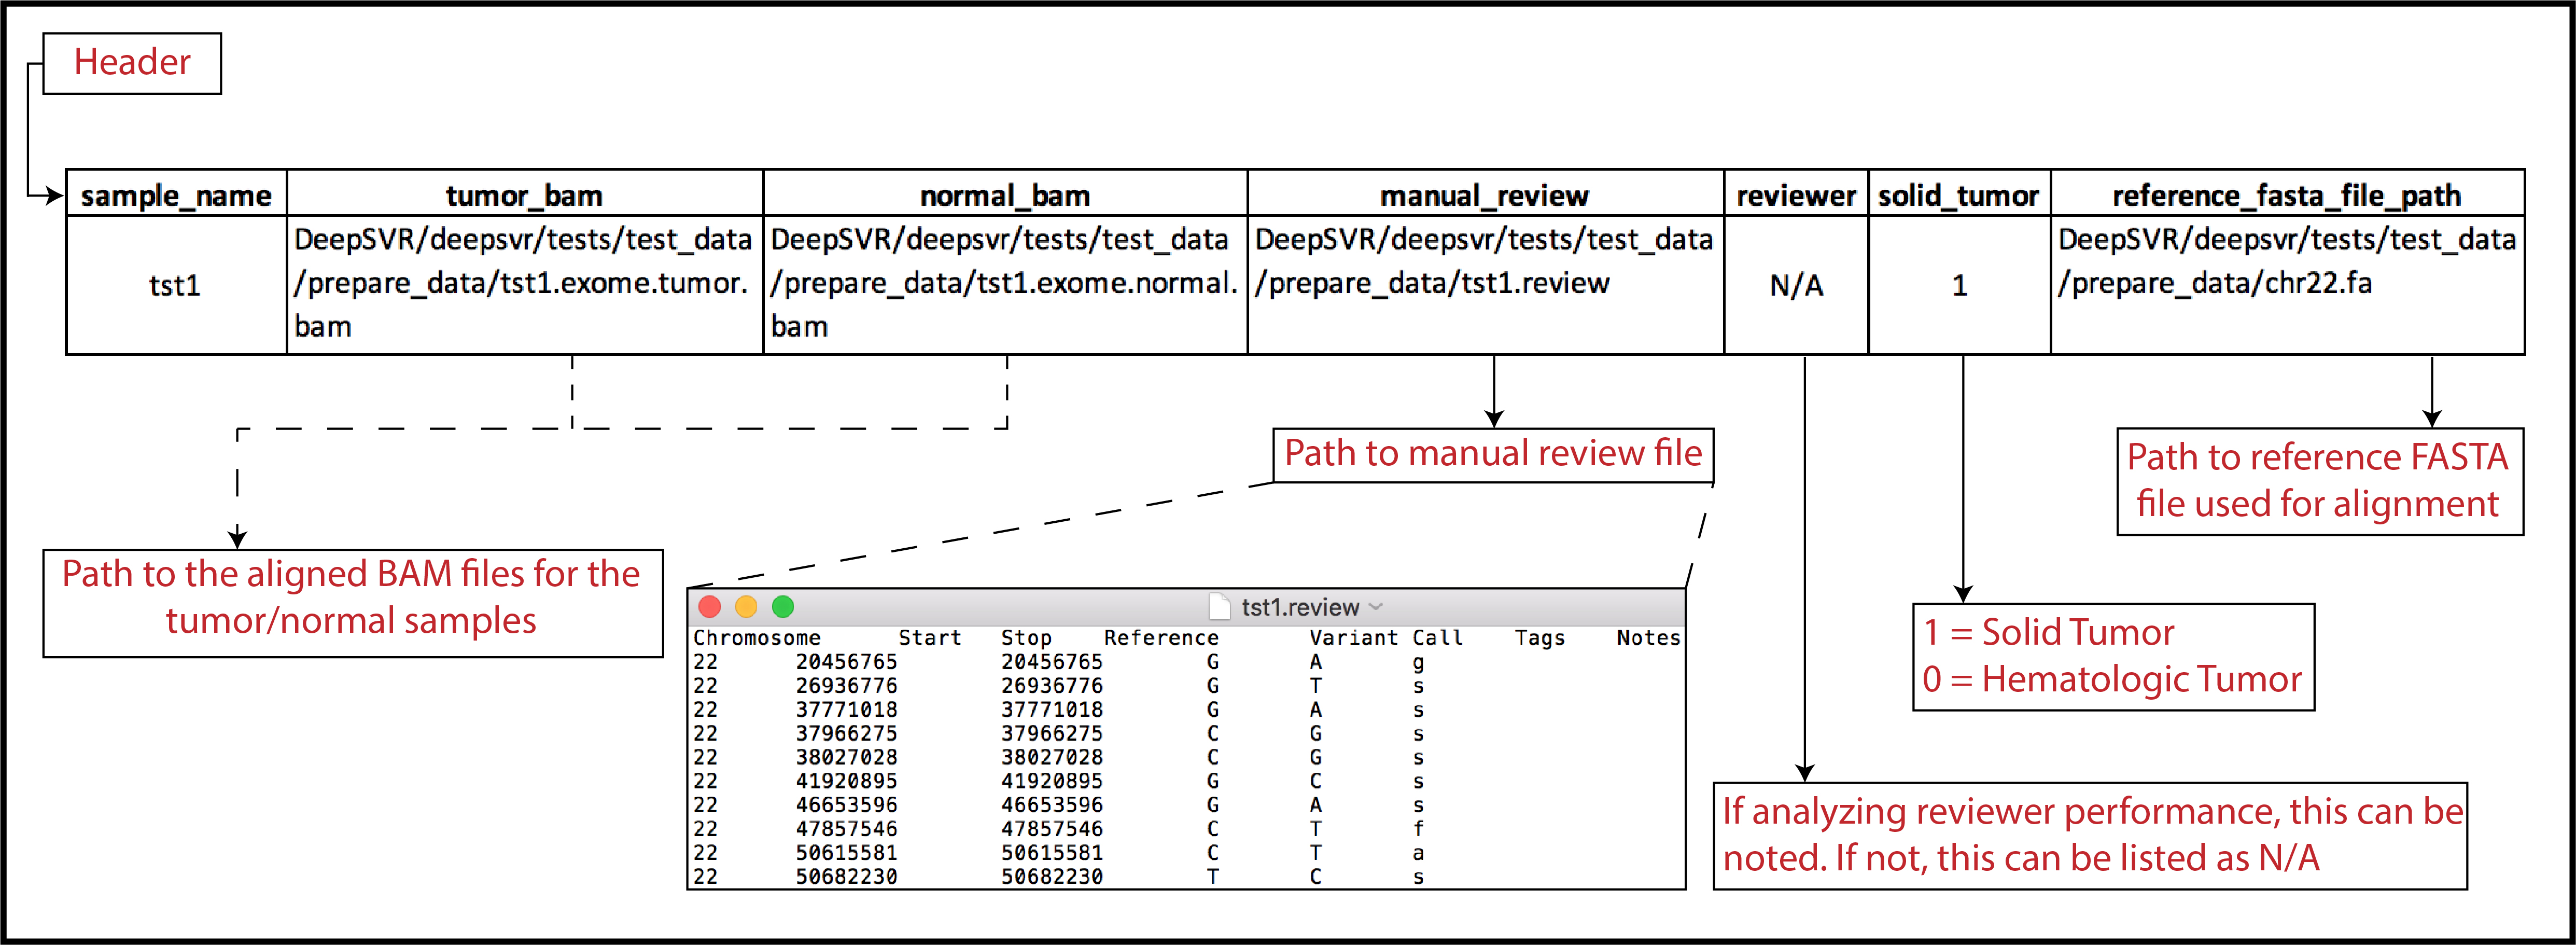 Header
sample_name tumor_bam normal_bam manual_review reviewer solid_tumor reference_fasta_file_path
DeepSVR/deepsvr/tests/test_data DeepSVR/deepsvr/tests/test_data DeepSVR/deepsvr/tests/test_data DeepSVR/deepsvr/tests/test_data
tst1 /prepare_data/tst1.exome.tumor. /prepare_data/tst1.exome.normal. /prepare_data/tst1.review N/A 1 /prepare_data/chr22.fa
bam bam
Path to manual review file
Path to reference FASTA
file used for alignment
Path to the aligned BAM files for the
tumor/normal samples
tst1.review
Chromosome Start Stop Reference Variant Call Tags Notes
22 20456765 20456765 G A g
22 26936776 26936776 G T s
22 37771018 37771018 G A s
22 37966275 37966275 C G s
22 38027028 38027028 C G s
22 41920895 41920895 G C s
22 46653596 46653596 G A s
22 47857546 47857546 C T f
22 50615581 50615581 C T a
22 50682230 50682230 T C s
1 = Solid Tumor
0 = Hematologic Tumor
If analyzing reviewer performance, this can be
noted. If not, this can be listed as N/A